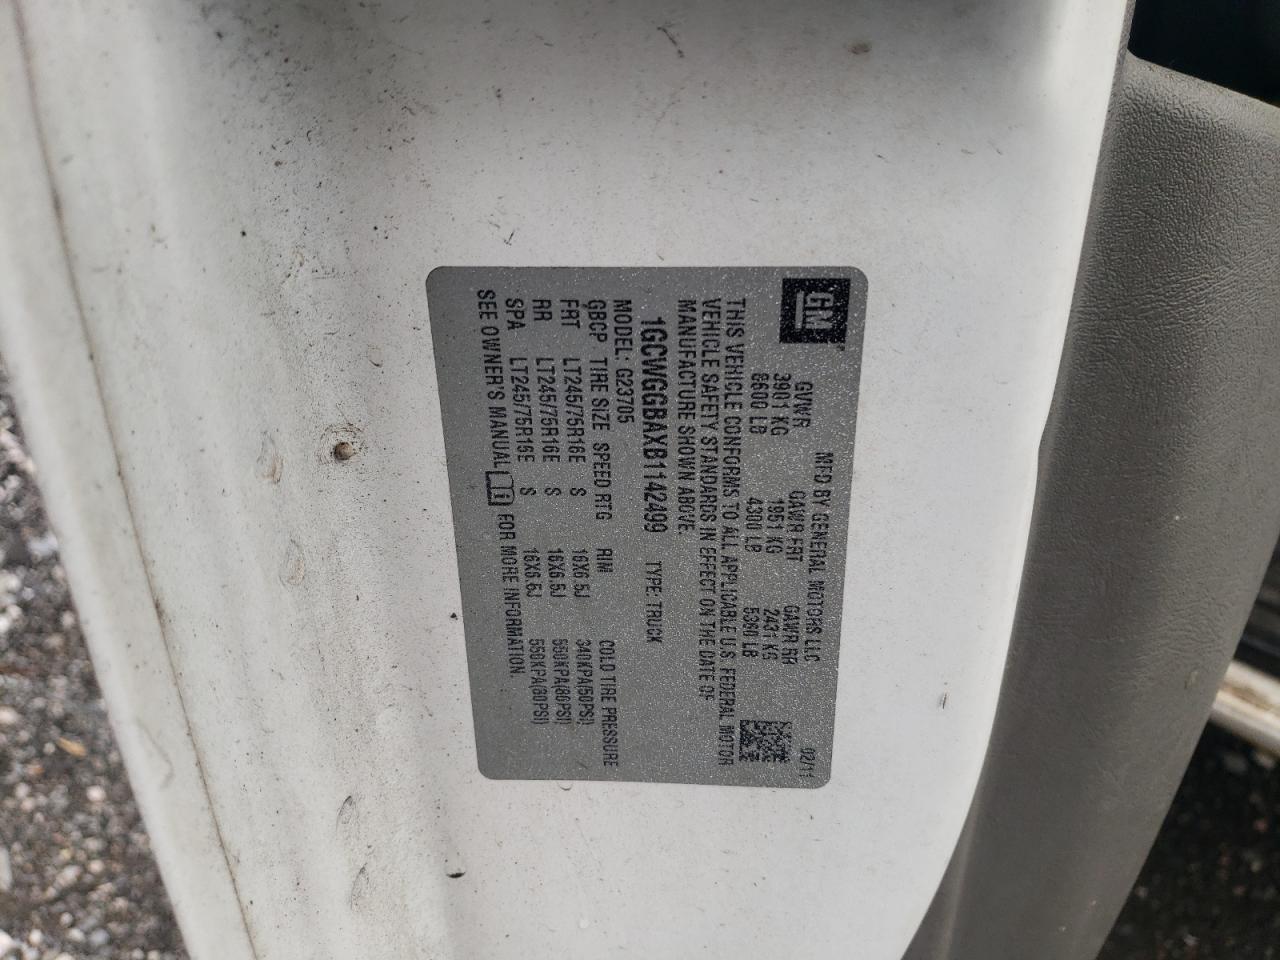 GM
MFD BY GENERAL MOTORS LLC 02/11
GVWR GAWR FRT GAWR RR
3901 KG 1951 KG 2431 KG
8600 LB 4300 LB 5360 LB
THIS VEHICLE CONFORMS TO ALL APPLICABLE U.S. FEDERAL MOTOR
VEHICLE SAFETY STANDARDS IN EFFECT ON THE DATE OF
MANUFACTURE SHOWN ABOVE.
1GCWGGBAXB1142499 TYPE: TRUCK
MODEL: G23705
GBCP TIRE SIZE SPEED RTG RIM COLD TIRE PRESSURE
FRT LT245/75R16E S 16X6.5J 340KPA(50PSI)
RR LT245/75R16E S 16X6.5J 550KPA(80PSI)
SPA LT245/75R16E S 16X6.5J 550KPA(80PSI)
SEE OWNER'S MANUAL FOR MORE INFORMATION.